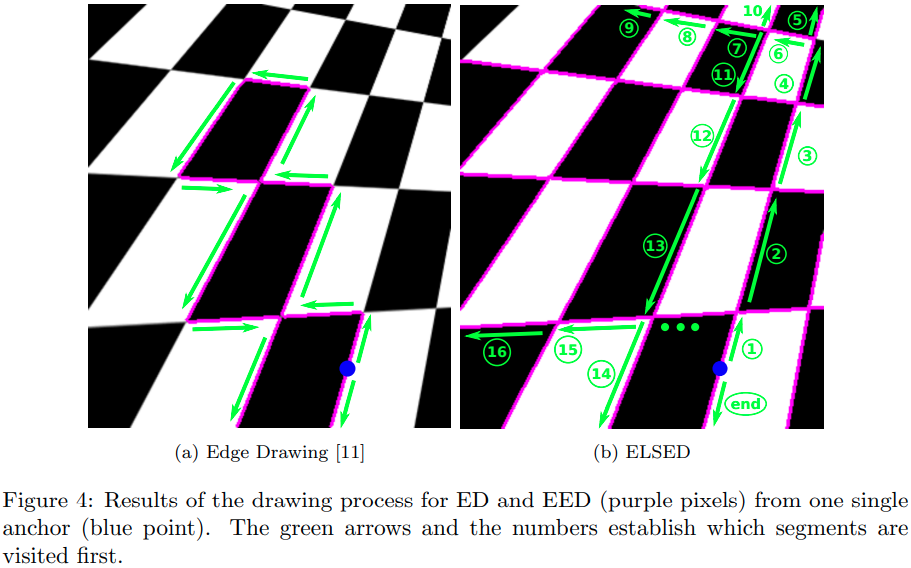 10
9
8
7
5
6
11
4
12
3
13
2
16
15
14
1
end
(a) Edge Drawing [11]
(b) ELSED
Figure 4: Results of the drawing process for ED and EED (purple pixels) from one single
anchor (blue point). The green arrows and the numbers establish which segments are
visited first.